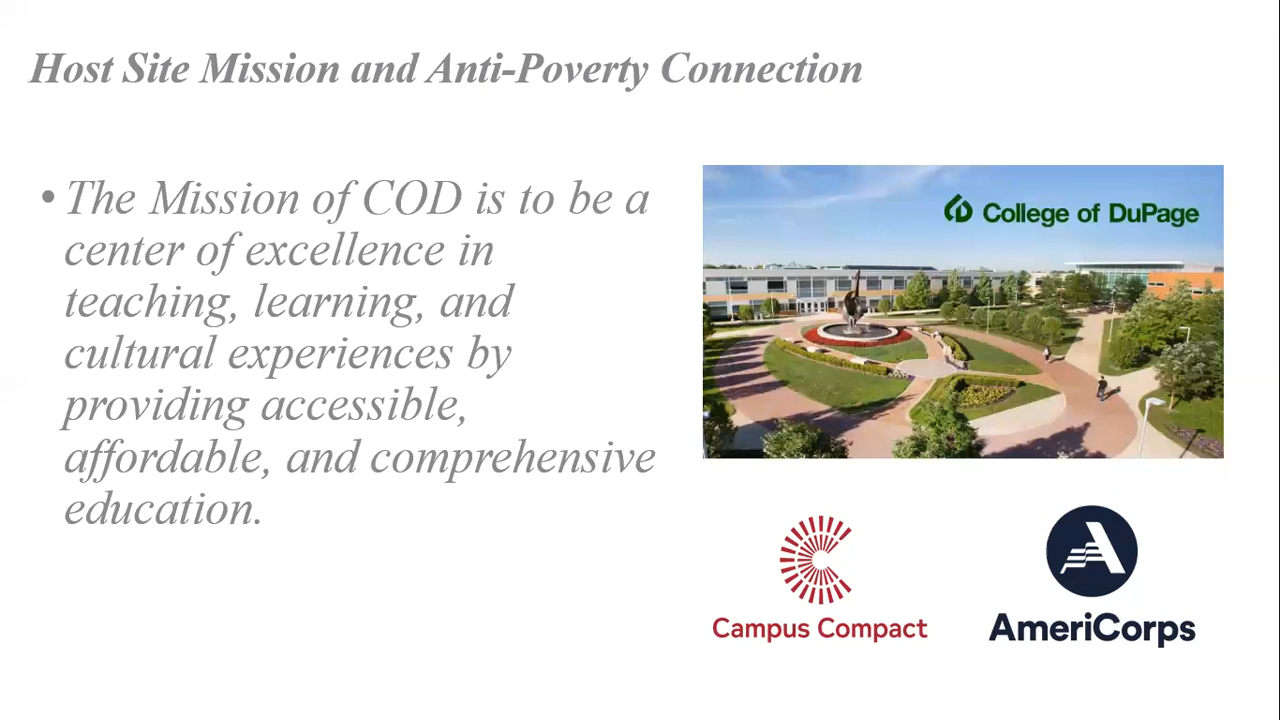 Host Site Mission and Anti-Poverty Connection
• The Mission of COD is to be a
center of excellence in
teaching, learning, and
cultural experiences by
providing accessible,
affordable, and comprehensive
education.
College of DuPage
Campus Compact
AmeriCorps